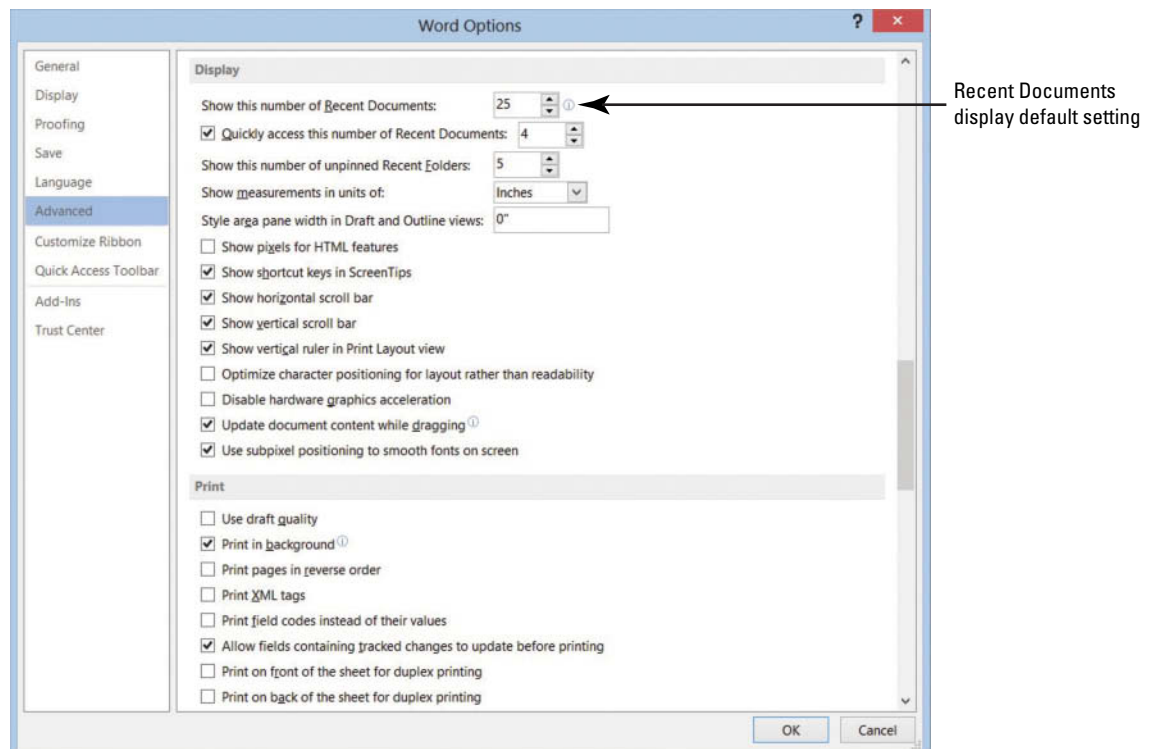 Word Options
?
General
Display
Proofing
Save
Language
Advanced
Customize Ribbon
Quick Access Toolbar
Add-Ins
Trust Center
Display
Show this number of Recent Documents: 25
Quickly access this number of Recent Documents: 4
Show this number of unpinned Recent Folders: 5
Show measurements in units of: Inches
Style area pane width in Draft and Outline views: 0"
Show pixels for HTML features
Show shortcut keys in ScreenTips
Show horizontal scroll bar
Show vertical scroll bar
Show vertical ruler in Print Layout view
Optimize character positioning for layout rather than readability
Disable hardware graphics acceleration
Update document content while dragging
Use subpixel positioning to smooth fonts on screen
Print
Use draft quality
Print in background
Print pages in reverse order
Print XML tags
Print field codes instead of their values
Allow fields containing tracked changes to update before printing
Print on front of the sheet for duplex printing
Print on back of the sheet for duplex printing
OK
Cancel
Recent Documents
display default setting